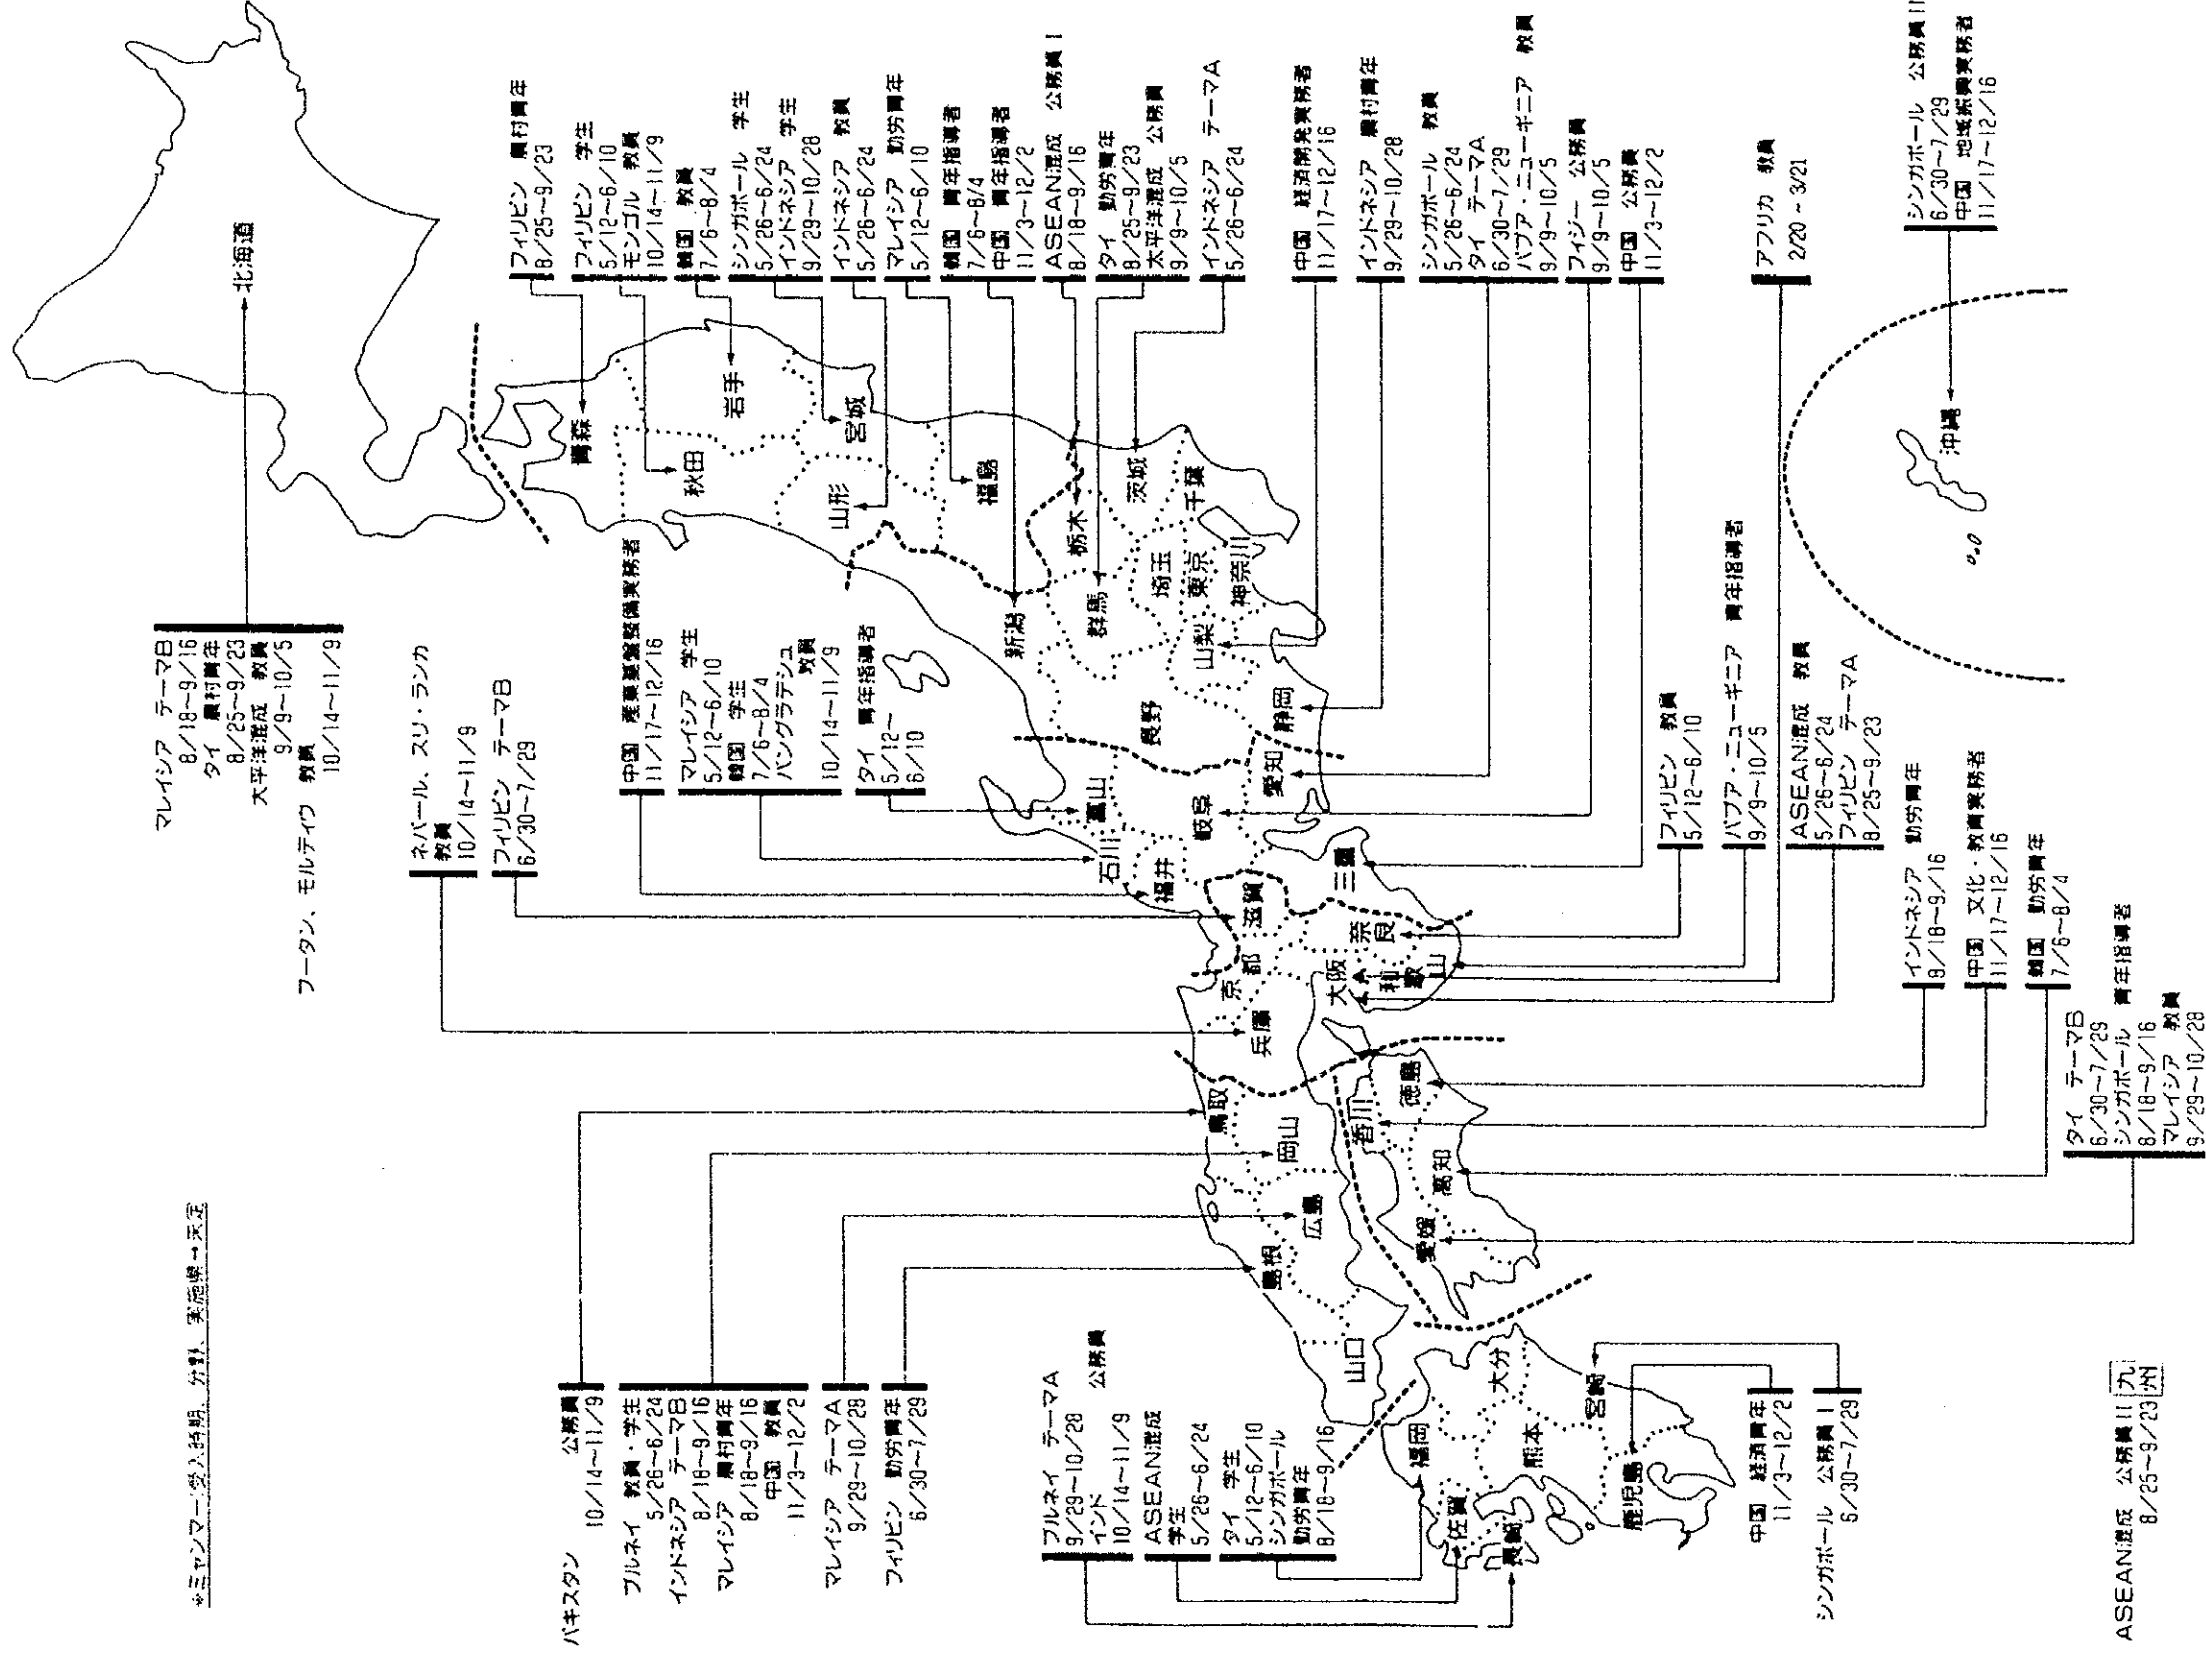 *ミャンマー:受入時期、分野、実施県→未定
マレイシア テーマB
8/18~9/16
タイ 農村青年
8/25~9/23
大平洋混成 教員
9/9~10/5
ブータン、モルディヴ 教員
10/14~11/9
北海道
ネパール、スリ・ランカ
教員
10/14~11/9
フィリピン テーマB
6/30~7/29
中国 産業基盤整備実務者
11/17~12/16
マレイシア 学生
5/12~6/10
韓国 学生
7/6~8/4
バングラデシュ
教員
10/14~11/9
タイ 青年指導者
5/12~
6/10
フィリピン 農村青年
8/25~9/23
フィリピン 学生
5/12~6/10
モンゴル 教員
10/14~11/9
韓国 教員
7/6~8/4
シンガポール 学生
5/26~6/24
インドネシア 学生
9/29~10/28
インドネシア 教員
5/26~6/24
マレイシア 勤労青年
5/12~6/10
韓国 青年指導者
7/6~8/4
中国 青年指導者
11/3~12/2
ASEAN混成 公務員I
8/18~9/16
タイ 勤労青年
8/25~9/23
太平洋混成 公務員
9/9~10/5
インドネシア テーマA
5/26~6/24
中国 経済開発実務者
11/17~12/16
インドネシア 農村青年
9/29~10/28
シンガポール 教員
5/26~6/24
タイ テーマA
6/30~7/29
パプア・ニューギニア 教員
9/9~10/5
フィジー 公務員
9/9~10/5
中国 公務員
11/3~12/2
アフリカ 教員
2/20~3/21
シンガポール 公務員II
6/30~7/29
中国 地域振興実務者
11/17~12/16
青森
秋田
岩手
宮城
山形
福島
新潟
栃木
群馬
茨城
埼玉
千葉
東京
神奈川
山梨
長野
静岡
富山
石川
福井
岐阜
愛知
三重
滋賀
京都
奈良
大阪
和歌山
兵庫
鳥取
岡山
広島
島根
山口
香川
徳島
高知
愛媛
福岡
大分
佐賀
長崎
熊本
宮崎
鹿児島
沖縄
フィリピン 教員
5/12~6/10
パプア・ニューギニア 青年指導者
9/9~10/5
ASEAN混成 教員
5/26~6/24
フィリピン テーマA
8/25~9/23
インドネシア 勤労青年
8/18~9/16
中国 文化・教育実務者
11/17~12/16
韓国 勤労青年
7/6~8/4
タイ テーマB
6/30~7/29
シンガポール 青年指導者
8/18~9/16
マレイシア 教員
9/29~10/28
パキスタン 公務員
10/14~11/9
ブルネイ 教員・学生
5/26~6/24
インドネシア テーマB
8/18~9/16
マレイシア 農村青年
8/18~9/16
中国 教員
11/3~12/2
マレイシア テーマA
9/29~10/28
フィリピン 勤労青年
6/30~7/29
ブルネイ テーマA
9/29~10/28
インド 公務員
10/14~11/9
ASEAN混成
学生
5/26~6/24
タイ 学生
5/12~6/10
シンガポール
勤労青年
8/18~9/16
中国 経済青年
11/3~12/2
シンガポール 公務員I
6/30~7/29
ASEAN混成 公務員II 九州
8/25~9/23